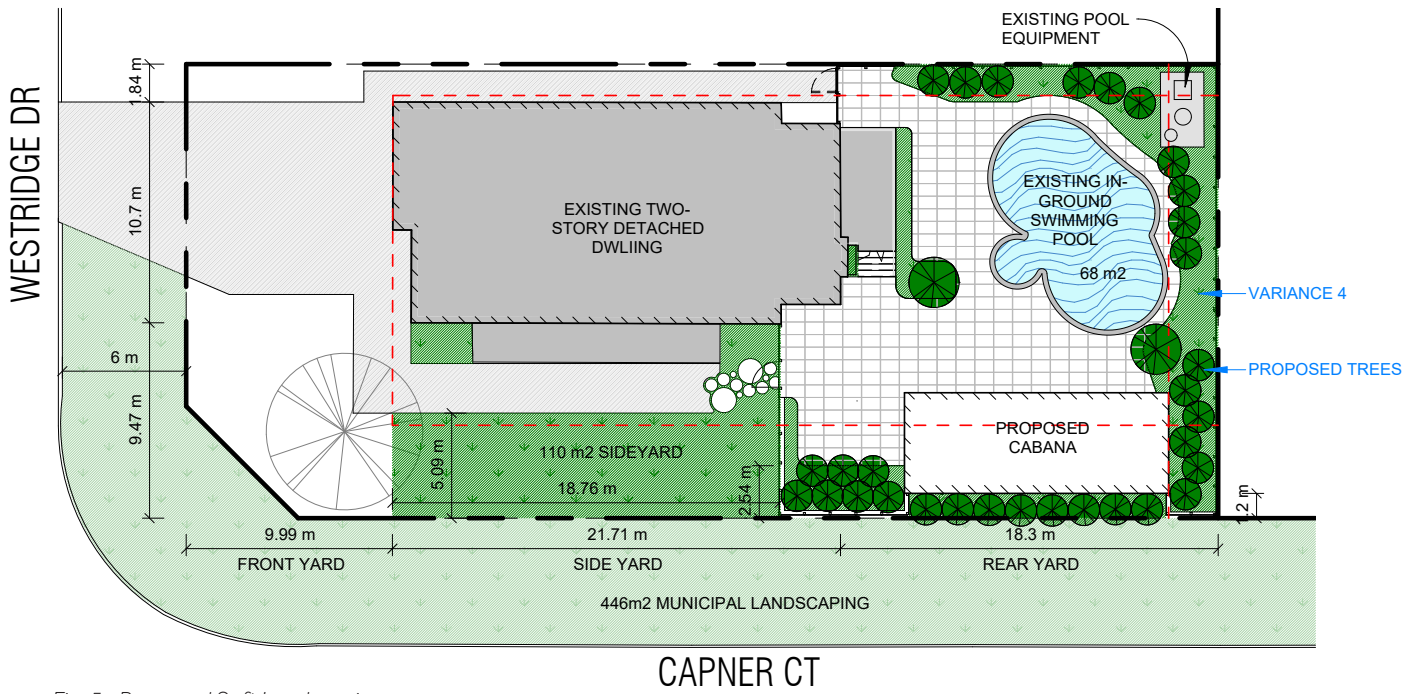 EXISTING POOL
EQUIPMENT
WESTRIDGE DR
1.84 m
10.7 m
6 m
9.47 m
EXISTING TWO-
STORY DETACHED
DWLIING
EXISTING IN-
GROUND
SWIMMING
POOL
68 m2
VARIANCE 4
PROPOSED TREES
PROPOSED
CABANA
110 m2 SIDEYARD
18.76 m
5.09 m
2.54 m
1.2 m
9.99 m
21.71 m
18.3 m
FRONT YARD
SIDE YARD
REAR YARD
446m2 MUNICIPAL LANDSCAPING
CAPNER CT